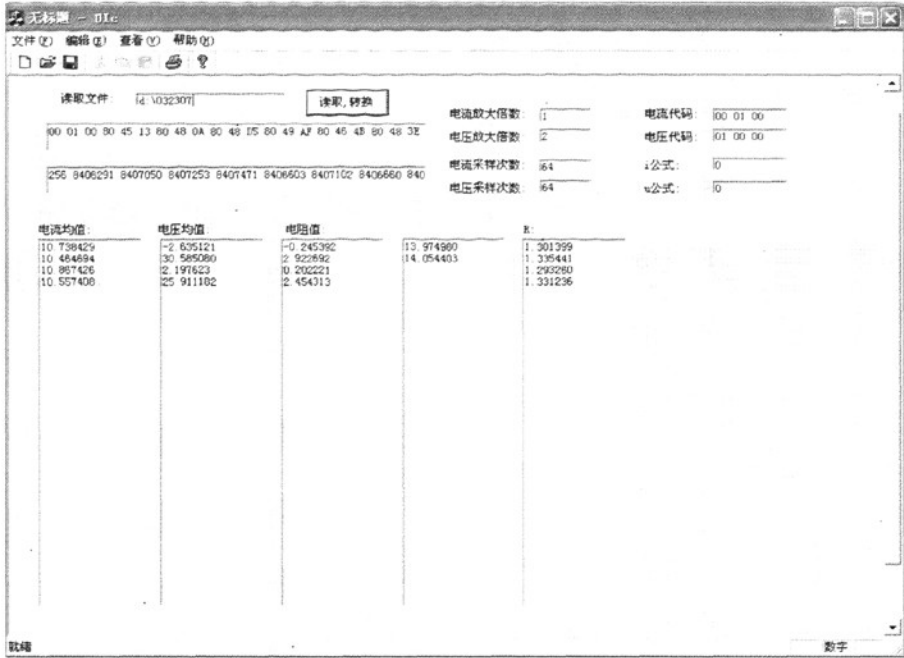 无标题 - DIc
文件(F) 编辑(E) 查看(V) 帮助(H)
读取文件: d:\032307
读取,转换
电流放大倍数: 1
电流代码: 00 01 00
00 01 00 80 45 13 80 48 0A 80 48 D5 80 49 AF 80 46 4B 80 48 3E
电压放大倍数: 2
电压代码: 01 00 00
电流采样次数: 64
i公式: 0
256 8406291 8407050 8407253 8407471 8406603 8407102 8406660 840
电压采样次数: 64
u公式: 0
电流均值: 电压均值: 电阻值: R:
10.738429 -2.635121 -0.245392 13.974980 1.301399
10.464694 30.585080 2.922692 14.054403 1.335441
10.867426 2.197623 0.202221 1.293260
10.557408 25.911182 2.454313 1.331236
就绪 数字